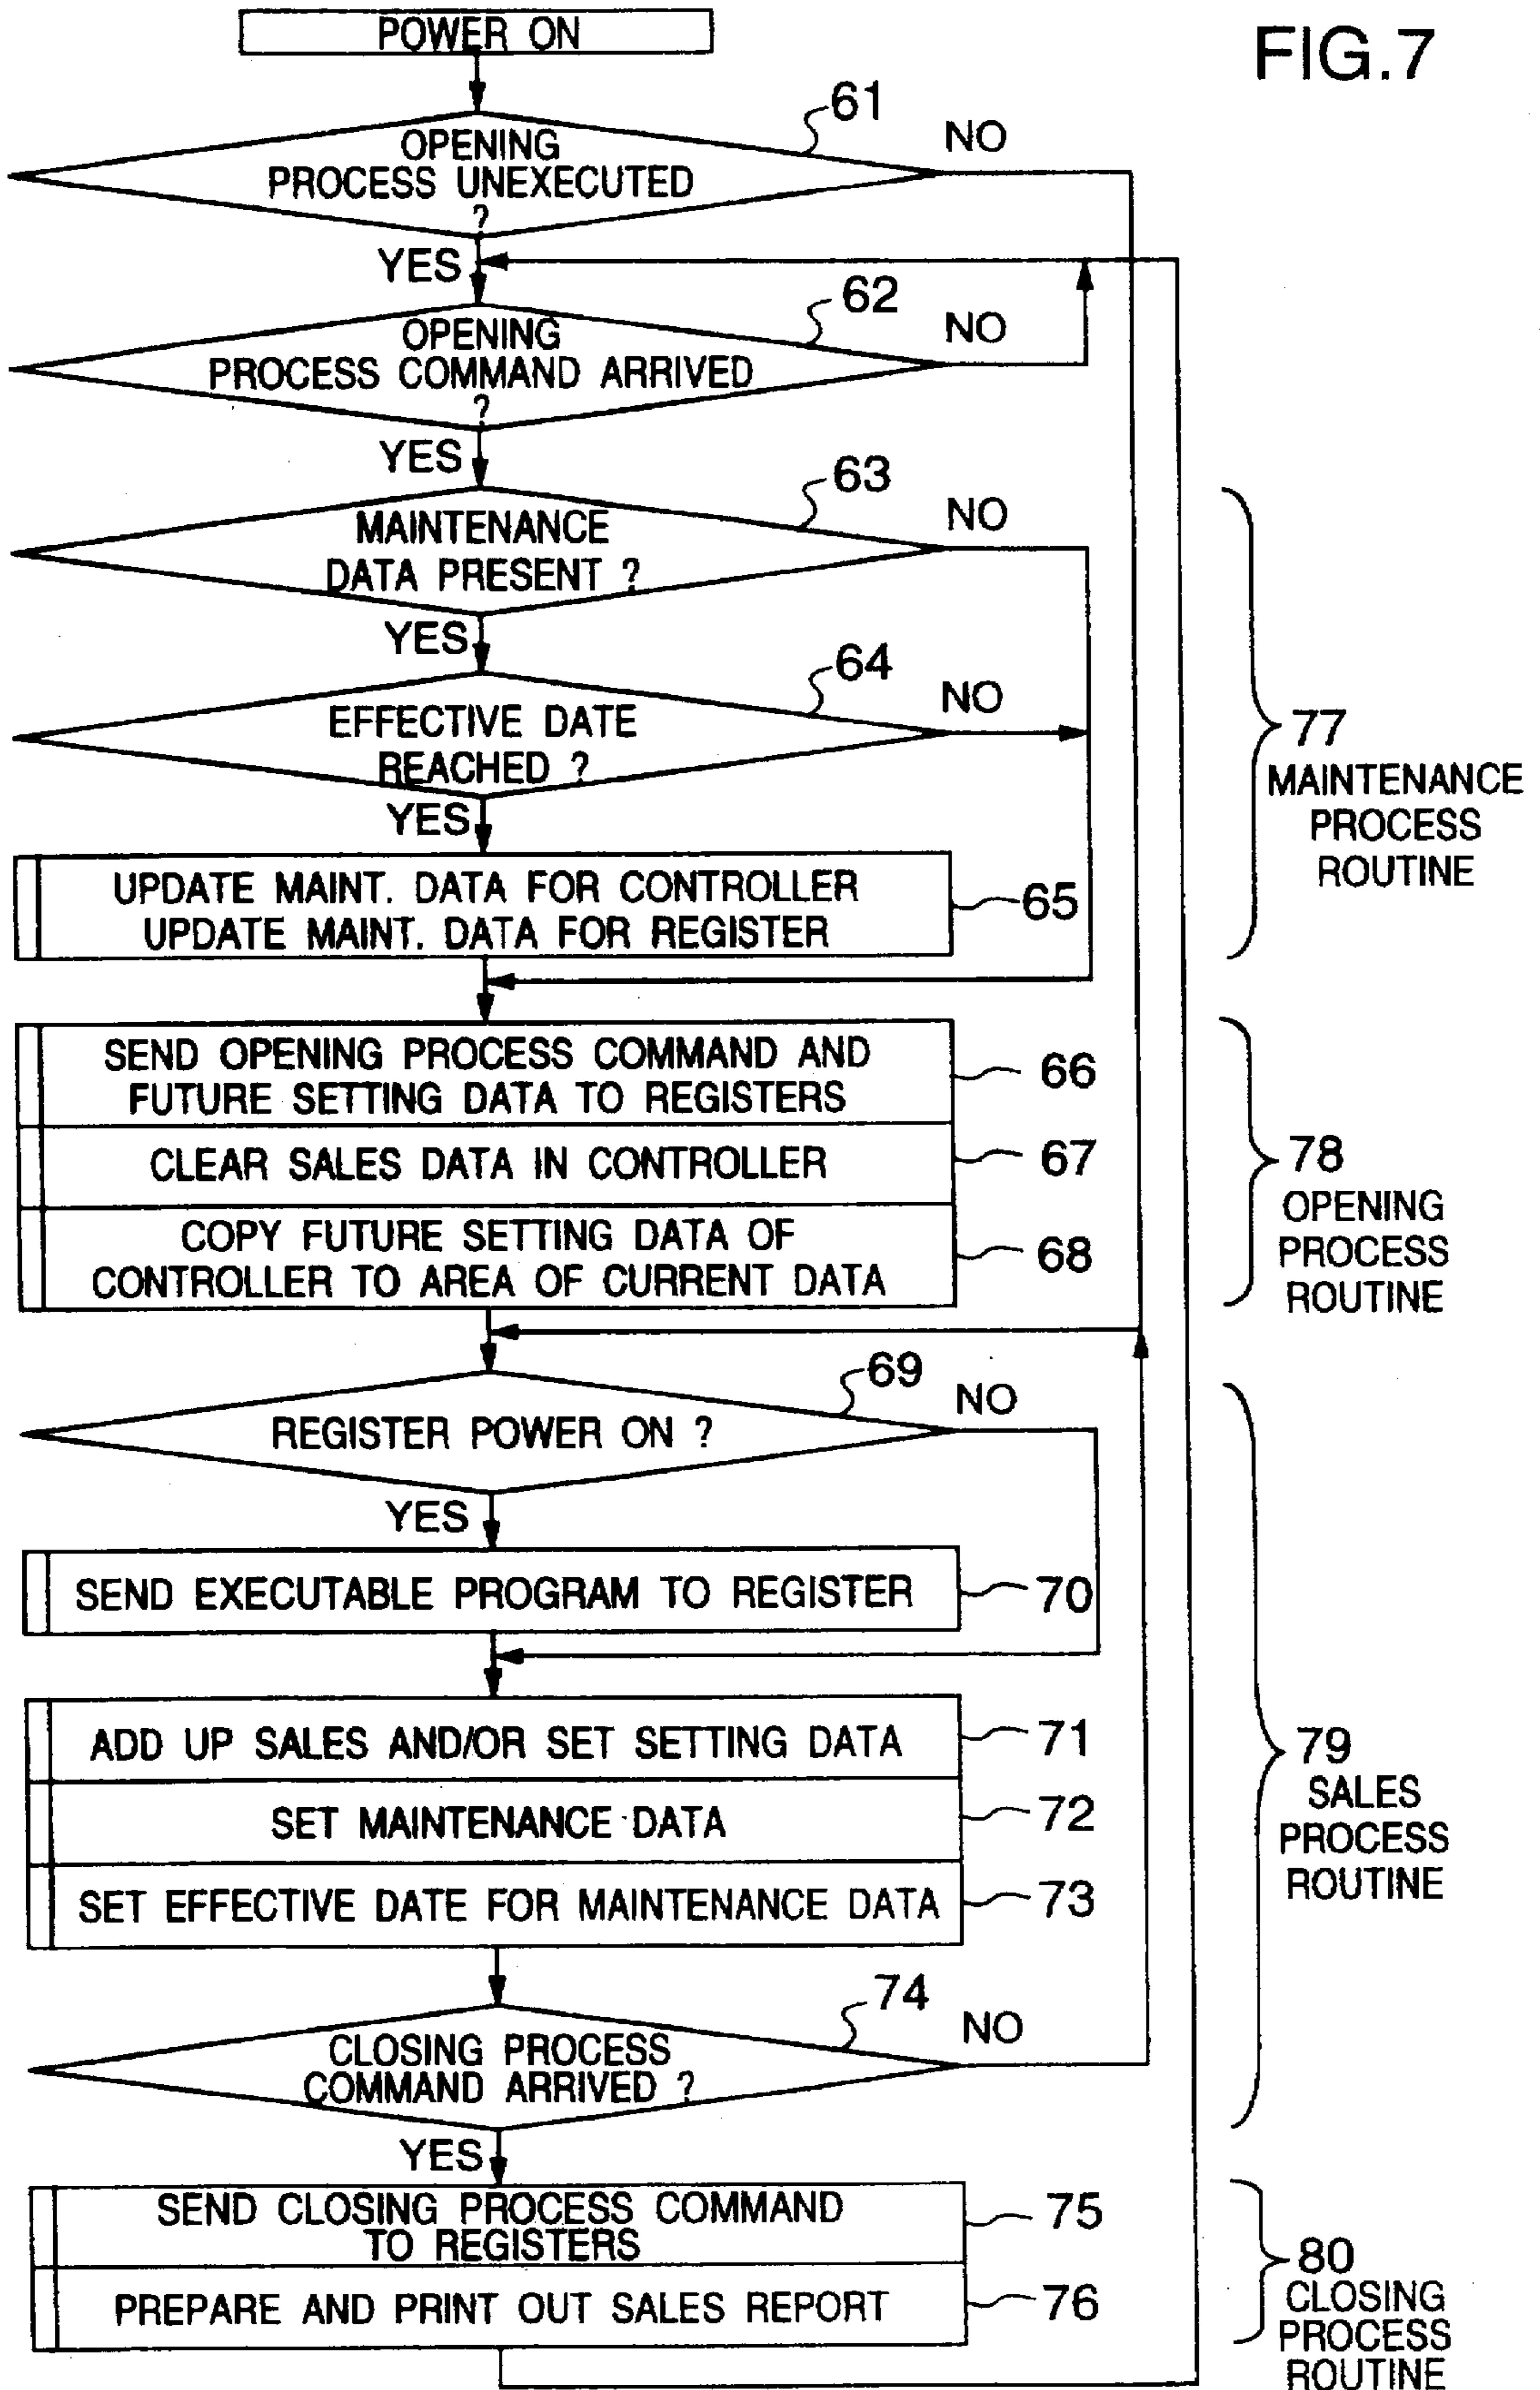 FIG.7
POWER ON
61
OPENING
PROCESS UNEXECUTED
?
NO
YES
62
OPENING
PROCESS COMMAND ARRIVED
?
NO
YES
63
MAINTENANCE
DATA PRESENT ?
NO
YES
64
EFFECTIVE DATE
REACHED ?
NO
YES
UPDATE MAINT. DATA FOR CONTROLLER
UPDATE MAINT. DATA FOR REGISTER
65
77
MAINTENANCE
PROCESS
ROUTINE
SEND OPENING PROCESS COMMAND AND
FUTURE SETTING DATA TO REGISTERS
66
CLEAR SALES DATA IN CONTROLLER
67
COPY FUTURE SETTING DATA OF
CONTROLLER TO AREA OF CURRENT DATA
68
78
OPENING
PROCESS
ROUTINE
69
REGISTER POWER ON ?
NO
YES
SEND EXECUTABLE PROGRAM TO REGISTER
70
ADD UP SALES AND/OR SET SETTING DATA
71
SET MAINTENANCE DATA
72
SET EFFECTIVE DATE FOR MAINTENANCE DATA
73
79
SALES
PROCESS
ROUTINE
74
CLOSING PROCESS
COMMAND ARRIVED ?
NO
YES
SEND CLOSING PROCESS COMMAND
TO REGISTERS
75
PREPARE AND PRINT OUT SALES REPORT
76
80
CLOSING
PROCESS
ROUTINE